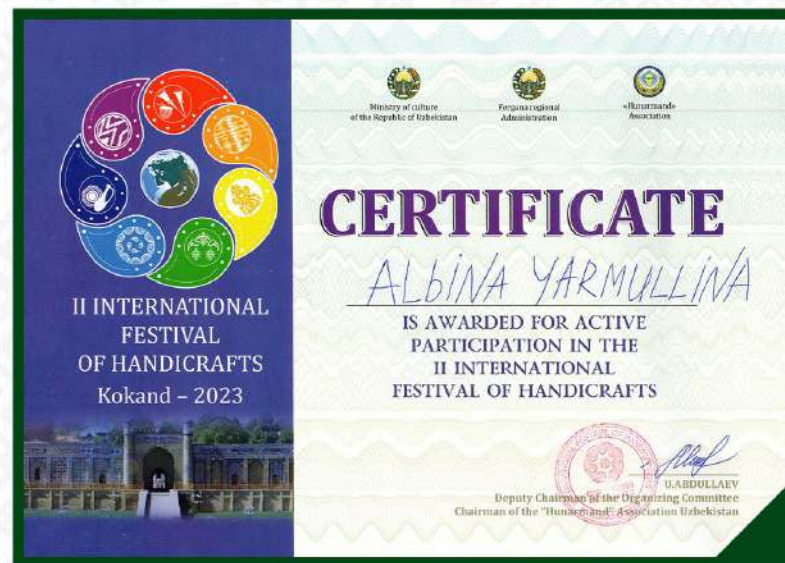 II INTERNATIONAL
FESTIVAL
OF HANDICRAFTS
Kokand – 2023
Ministry of culture
of the Republic of Uzbekistan
Fergana regional
Administration
«Hunarmand»
Association
CERTIFICATE
ALbiNA YARMULLiNA
IS AWARDED FOR ACTIVE
PARTICIPATION IN THE
II INTERNATIONAL
FESTIVAL OF HANDICRAFTS
U.ABDULLAEV
Deputy Chairman of the Organizing Committee
Chairman of the "Hunarmand" Association Uzbekistan